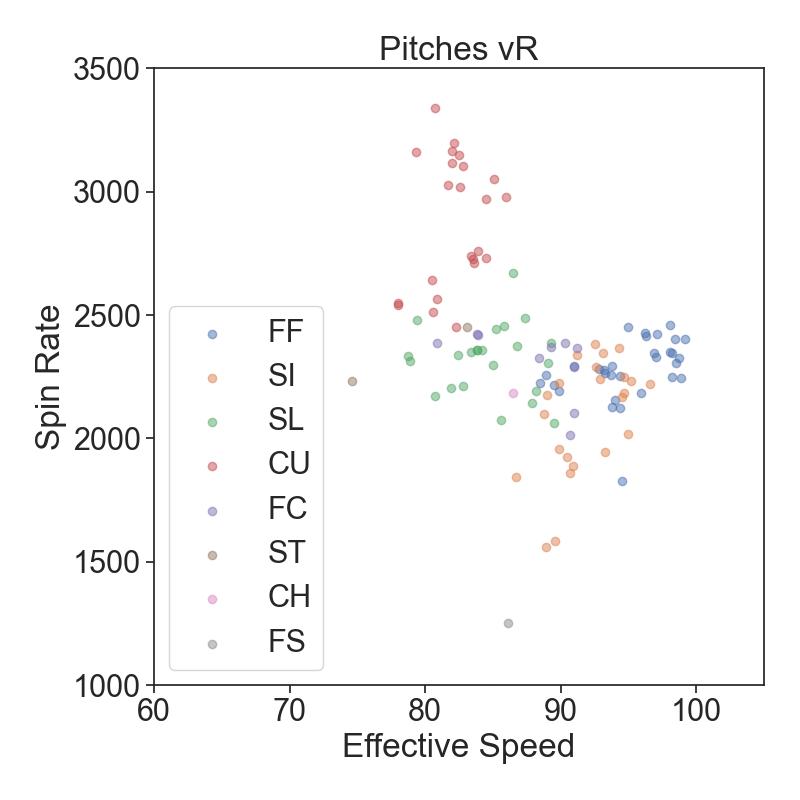 Pitches vR
3500
3000
2500
2000
1500
1000
Spin Rate
FF
SI
SL
CU
FC
ST
CH
FS
60 70 80 90 100
Effective Speed